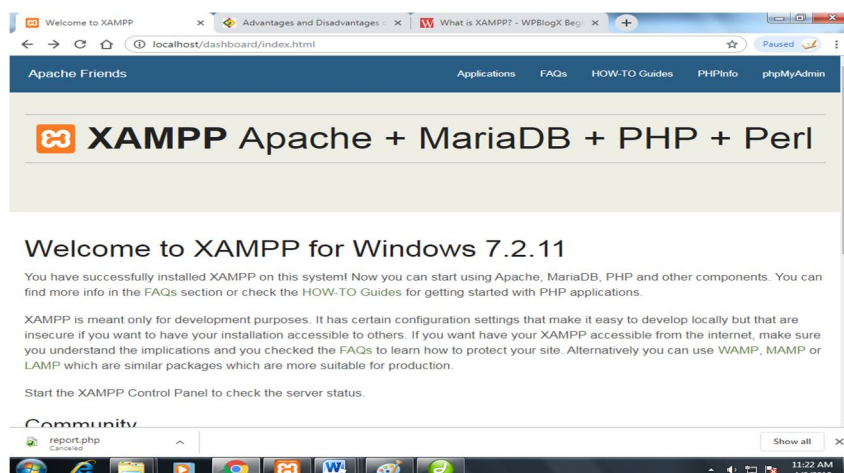 Welcome to XAMPP
Advantages and Disadvantages
What is XAMPP? - WPBlogX Beg
localhost/dashboard/index.html
Paused
Apache Friends
Applications FAQs HOW-TO Guides PHPInfo phpMyAdmin
XAMPP Apache + MariaDB + PHP + Perl
Welcome to XAMPP for Windows 7.2.11
You have successfully installed XAMPP on this system! Now you can start using Apache, MariaDB, PHP and other components. You can
find more info in the FAQs section or check the HOW-TO Guides for getting started with PHP applications.
XAMPP is meant only for development purposes. It has certain configuration settings that make it easy to develop locally but that are
insecure if you want to have your installation accessible to others. If you want have your XAMPP accessible from the internet, make sure
you understand the implications and you checked the FAQs to learn how to protect your site. Alternatively you can use WAMP, MAMP or
LAMP which are similar packages which are more suitable for production.
Start the XAMPP Control Panel to check the server status.
Community
report.php
Canceled
Show all
11:22 AM